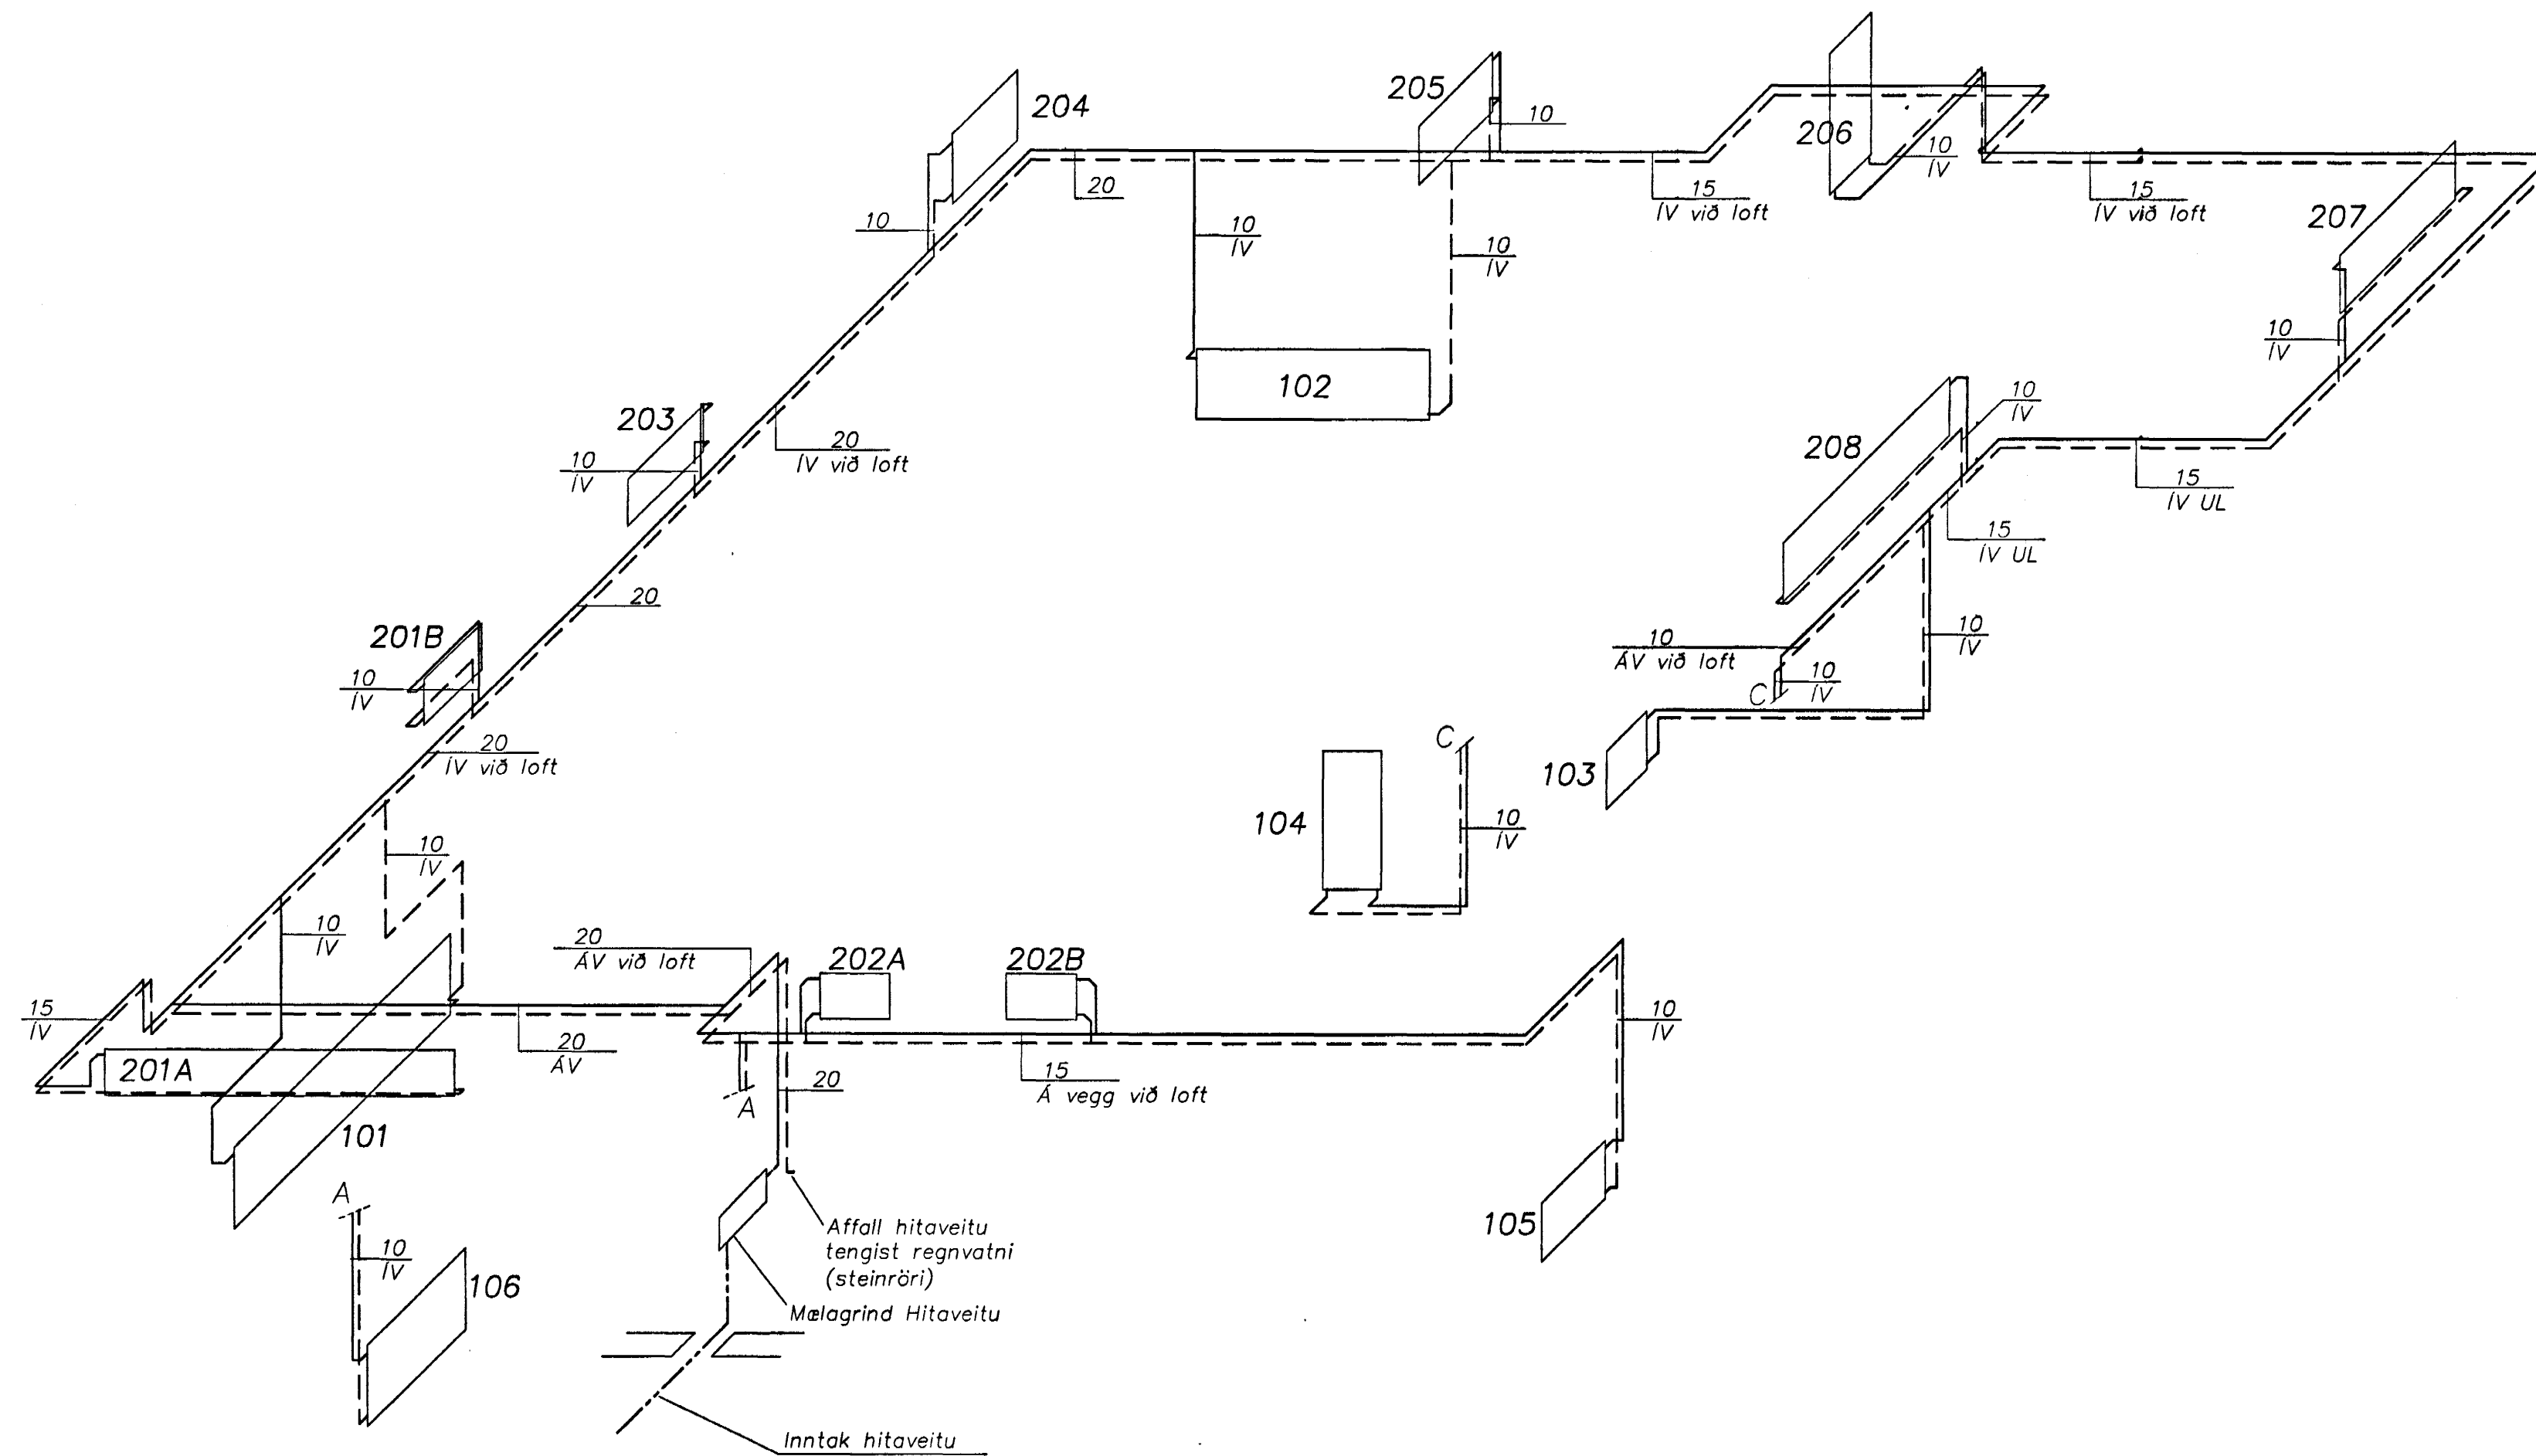 204
205
10
206
10
ÍV
20
15
ÍV við loft
15
ÍV við loft
207
10
10
ÍV
10
ÍV
10
ÍV
102
203
20
ÍV við loft
10
ÍV
208
10
ÍV
15
ÍV UL
15
ÍV UL
20
201B
10
ÍV
10
ÁV við loft
10
ÍV
C
10
ÍV
20
ÍV við loft
C
103
104
10
ÍV
10
ÍV
10
ÍV
20
ÁV við loft
202A
202B
15
ÍV
10
ÍV
20
ÁV
201A
20
15
Á vegg við loft
A
101
A
105
Affall hitaveitu
tengist regnvatni
(steinröri)
10
ÍV
106
Mælagrind Hitaveitu
Inntak hitaveitu